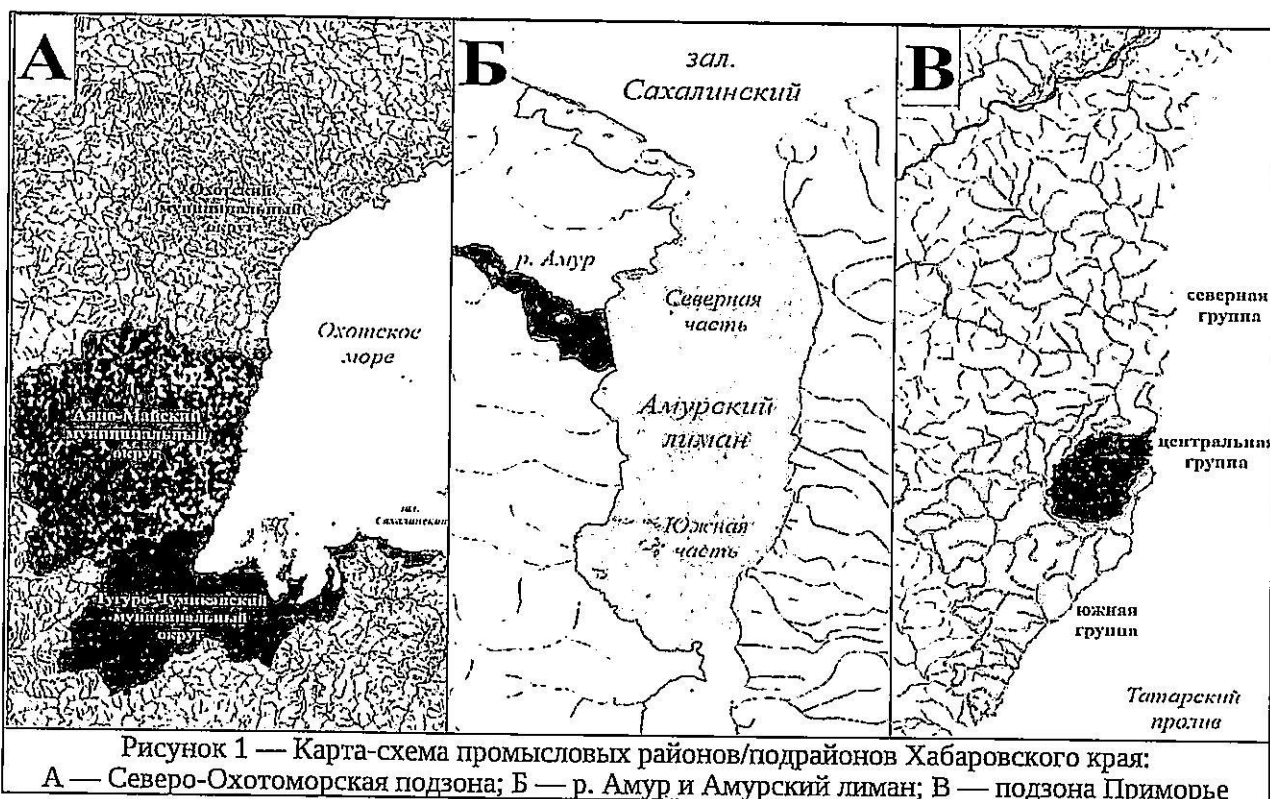 А
Охотский
муниципальный
округ
Охотское
море
Аяно-Майский
муниципальный
округ
зал.
Сахалинский
Тугуро-Чумиканский
муниципальный
округ
Б
зал.
Сахалинский
р. Амур
Северная
часть
Амурский
лиман
Южная
часть
В
северная
группа
центральная
группа
южная
группа
Татарский
пролив
Рисунок 1 — Карта-схема промысловых районов/подрайонов Хабаровского края:
А — Северо-Охотоморская подзона; Б — р. Амур и Амурский лиман; В — подзона Приморье